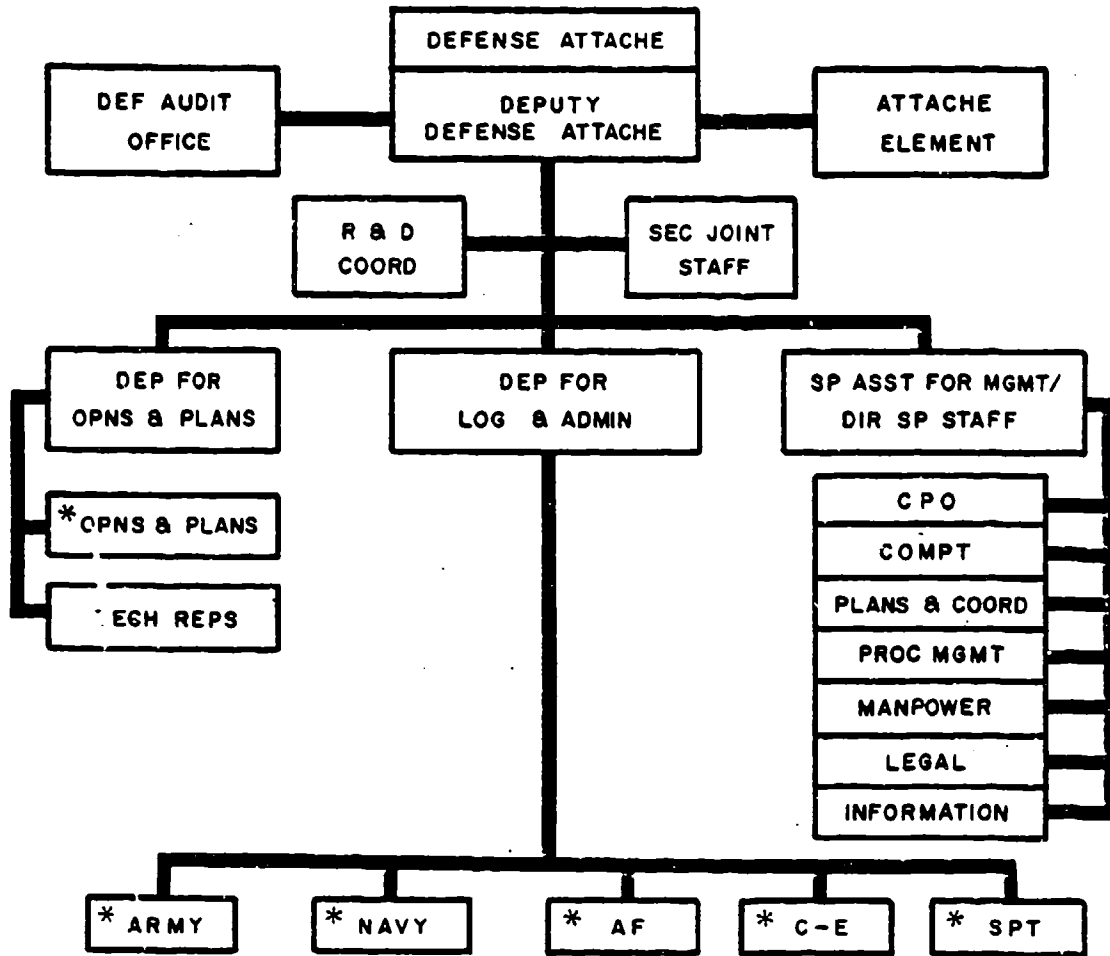 DEFENSE ATTACHE
DEF AUDIT
OFFICE
DEPUTY
DEFENSE ATTACHE
ATTACHE
ELEMENT
R & D
COORD
SEC JOINT
STAFF
DEP FOR
OPNS & PLANS
DEP FOR
LOG & ADMIN
SP ASST FOR MGMT/
DIR SP STAFF
* OPNS & PLANS
REPS
CPO
COMPT
PLANS & COORD
PROC MGMT
MANPOWER
LEGAL
INFORMATION
* ARMY
* NAVY
* AF
* C-E
* SPT